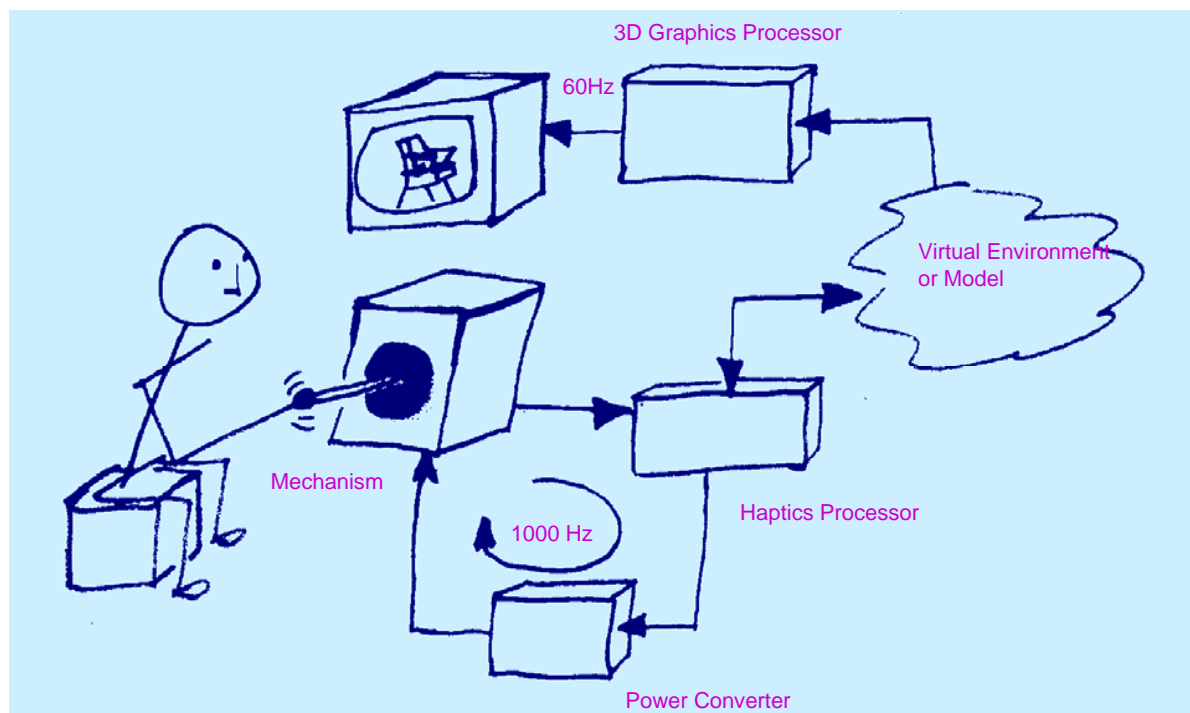 3D Graphics Processor
60Hz
Virtual Environment
or Model
Mechanism
1000 Hz
Haptics Processor
Power Converter